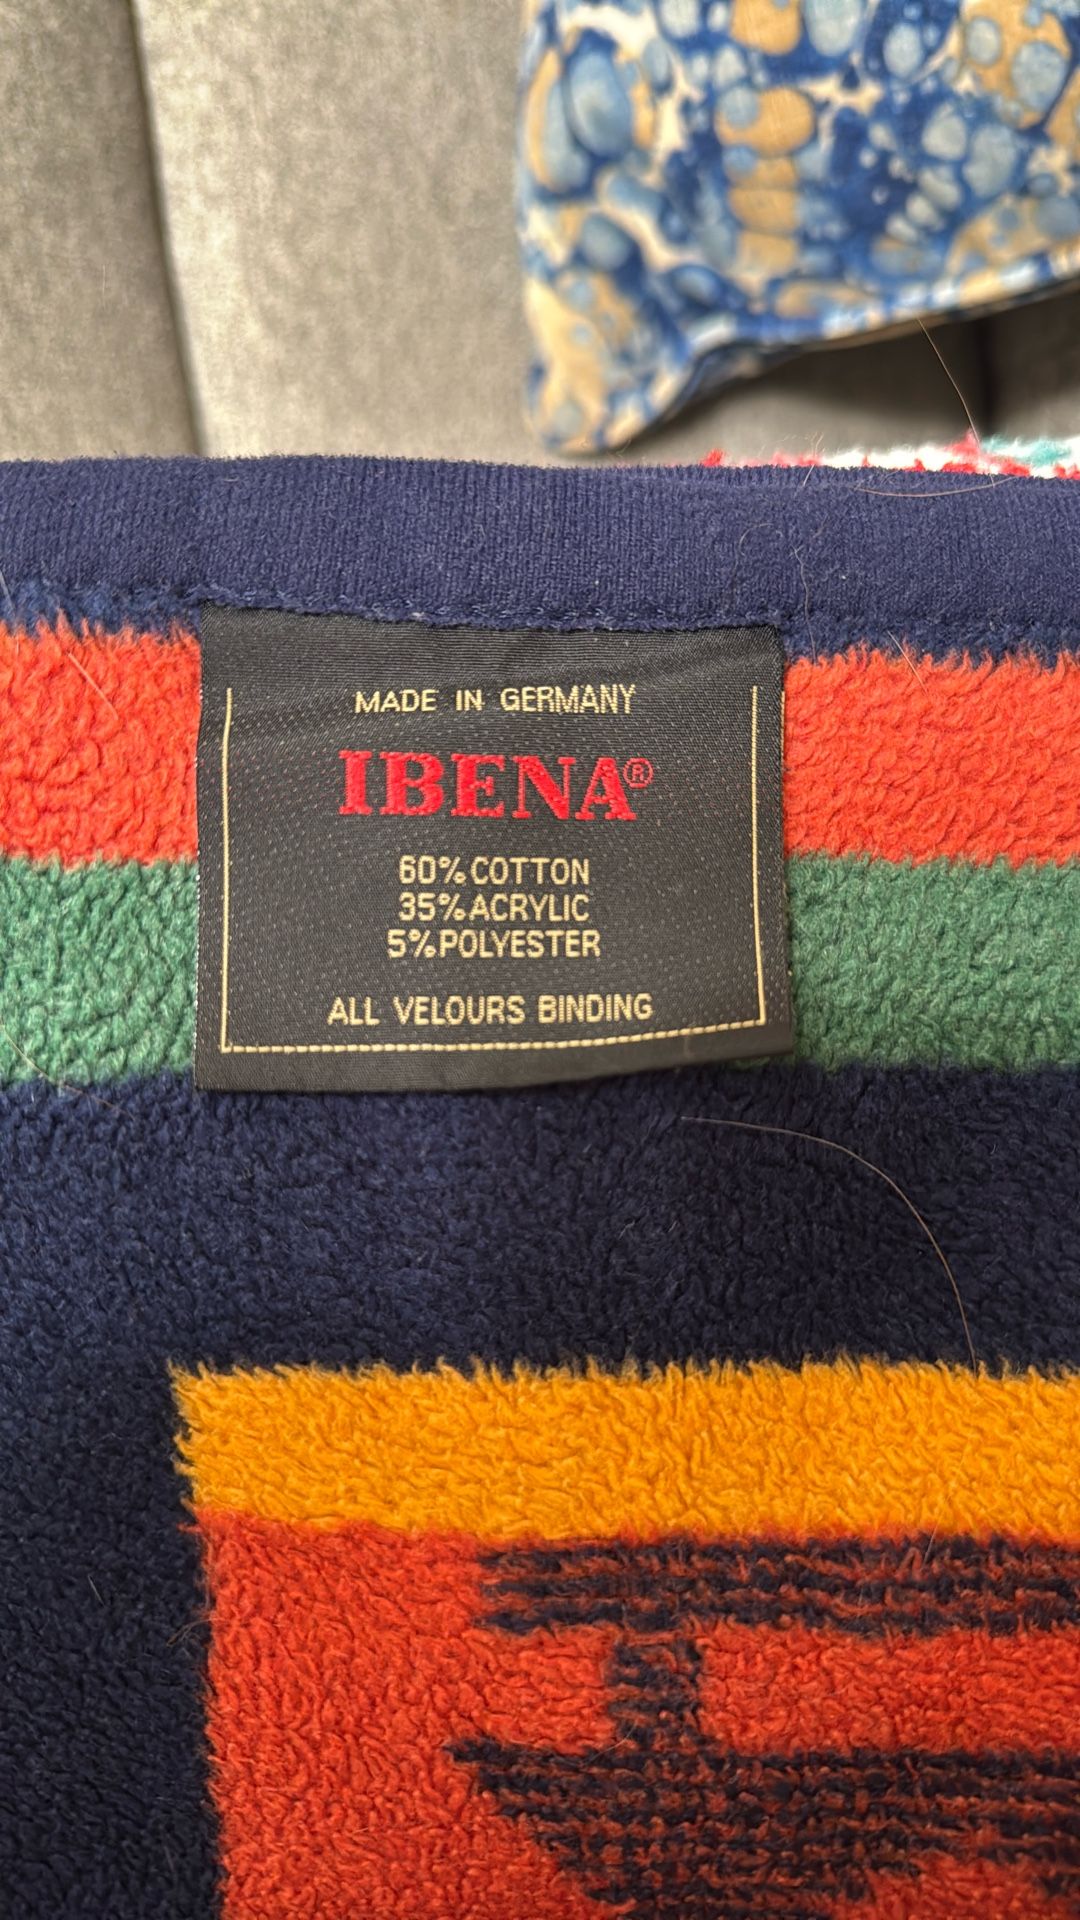 MADE IN GERMANY
IBENA®
60% COTTON
35% ACRYLIC
5% POLYESTER
ALL VELOURS BINDING